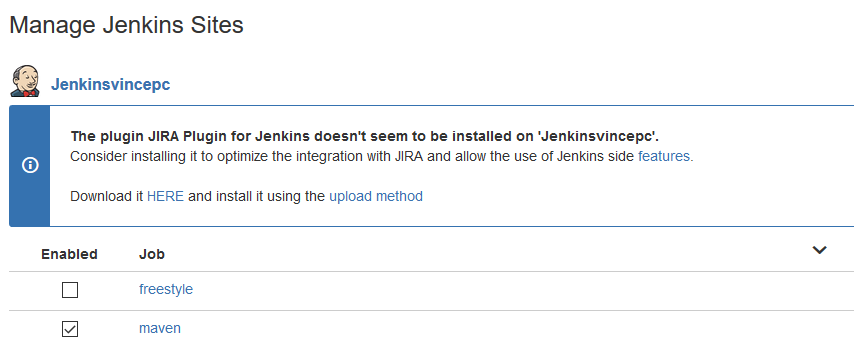 Manage Jenkins Sites
Jenkinsvincepc
The plugin JIRA Plugin for Jenkins doesn't seem to be installed on 'Jenkinsvincepc'.
Consider installing it to optimize the integration with JIRA and allow the use of Jenkins side features.
Download it HERE and install it using the upload method
Enabled Job
freestyle
maven